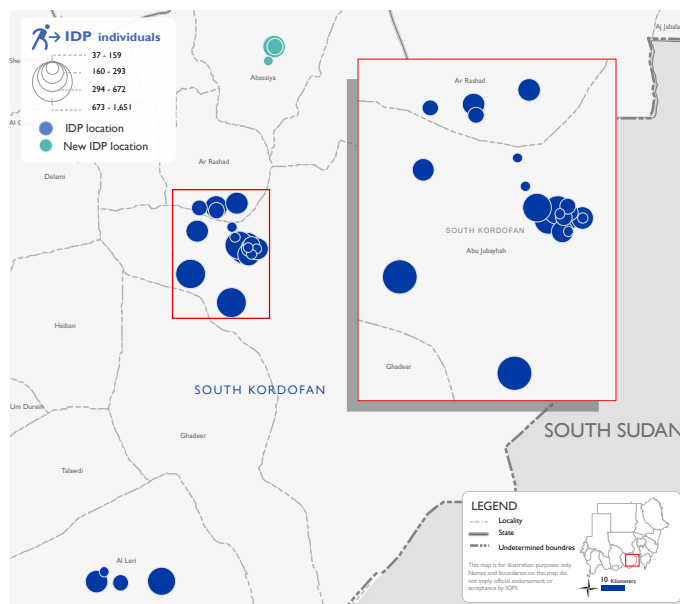 IDP individuals
37 - 159
160 - 293
294 - 672
673 - 1,651
IDP location
New IDP location
Abassiya
Aj Jabala
Delami
Ar Rashad
Ar Rashad
SOUTH KORDOFAN
Abu Jubayhah
Ghadeer
Heiban
SOUTH KORDOFAN
Um Durein
Ghadeer
SOUTH SUDAN
Talawdi
Al Leri
LEGEND
Locality
State
Undetermined boundres
This map is for illustration purposes only.
Names and boundaries on this map do
not imply official endorsement or
acceptance by IOM.
10 Kilometers